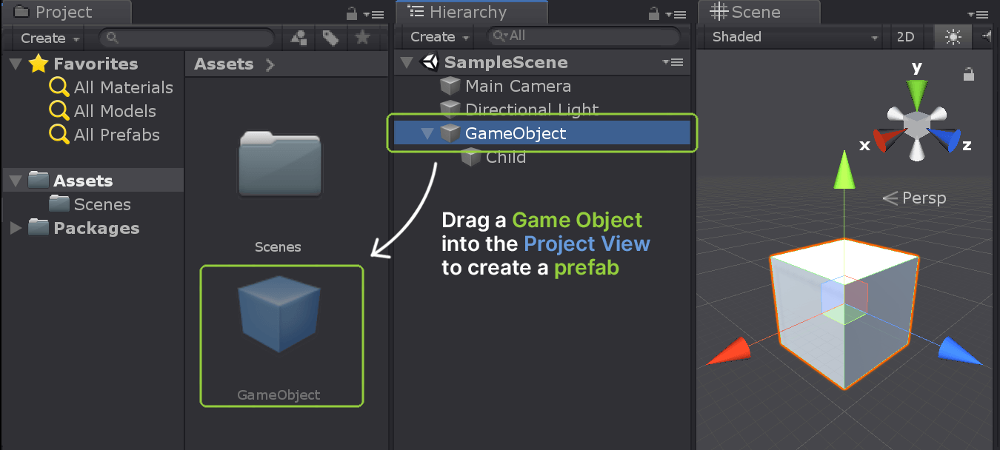 Project
Create
Favorites
All Materials
All Models
All Prefabs
Assets
Scenes
Packages
Assets
Scenes
GameObject
Hierarchy
Create
All
SampleScene
Main Camera
Directional Light
GameObject
Child
Drag a Game Object
into the Project View
to create a prefab
Scene
Shaded
2D
y
x
z
Persp